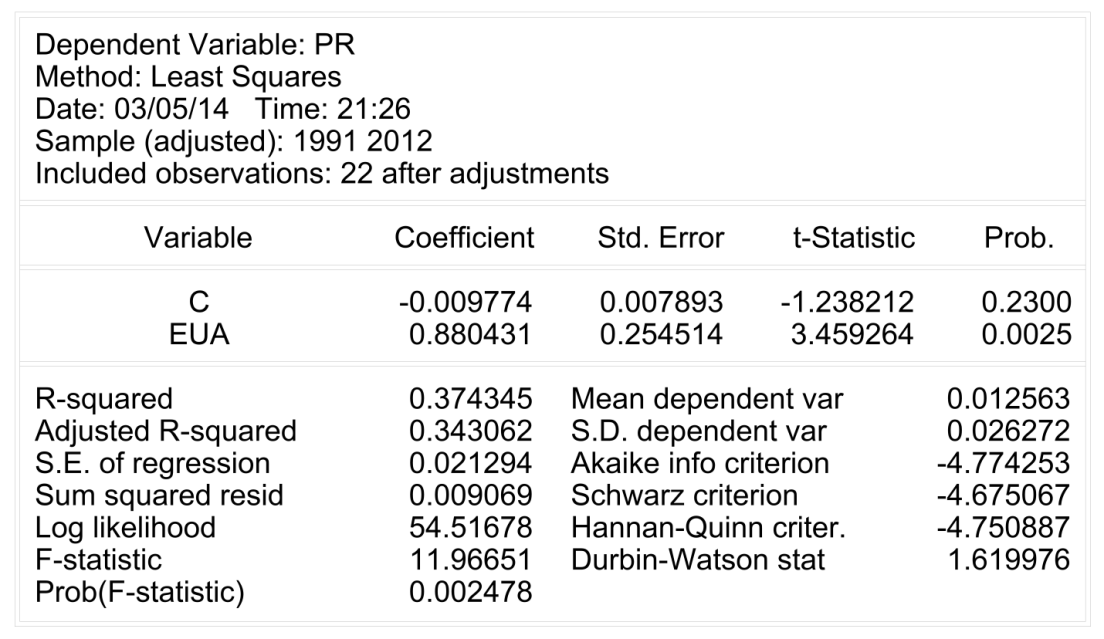 Dependent Variable: PR
Method: Least Squares
Date: 03/05/14 Time: 21:26
Sample (adjusted): 1991 2012
Included observations: 22 after adjustments
Variable Coefficient Std. Error t-Statistic Prob.
C -0.009774 0.007893 -1.238212 0.2300
EUA 0.880431 0.254514 3.459264 0.0025
R-squared 0.374345 Mean dependent var 0.012563
Adjusted R-squared 0.343062 S.D. dependent var 0.026272
S.E. of regression 0.021294 Akaike info criterion -4.774253
Sum squared resid 0.009069 Schwarz criterion -4.675067
Log likelihood 54.51678 Hannan-Quinn criter. -4.750887
F-statistic 11.96651 Durbin-Watson stat 1.619976
Prob(F-statistic) 0.002478